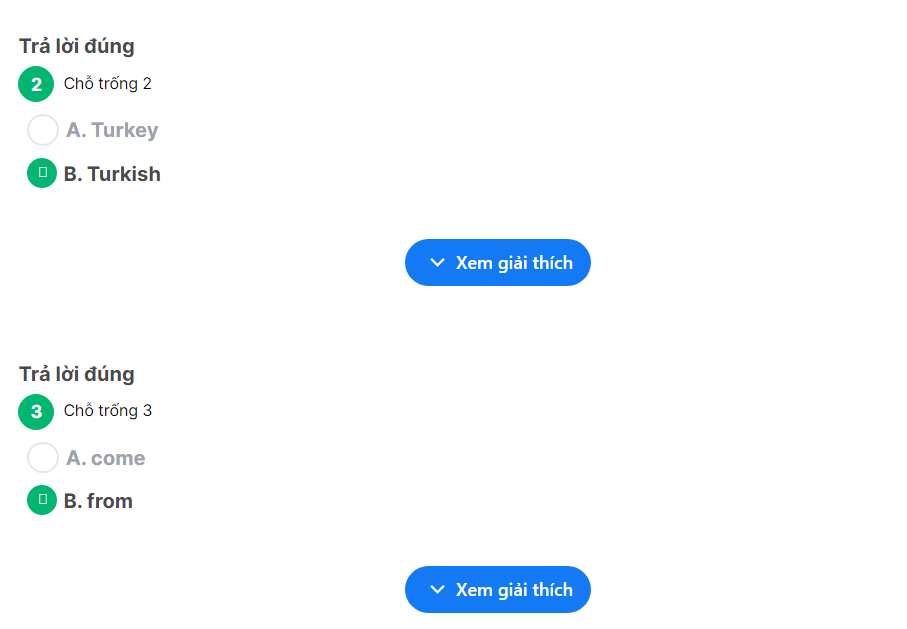 Trả lời đúng
2 Chỗ trống 2
A. Turkey
B. Turkish
Xem giải thích
Trả lời đúng
3 Chỗ trống 3
A. come
B. from
Xem giải thích